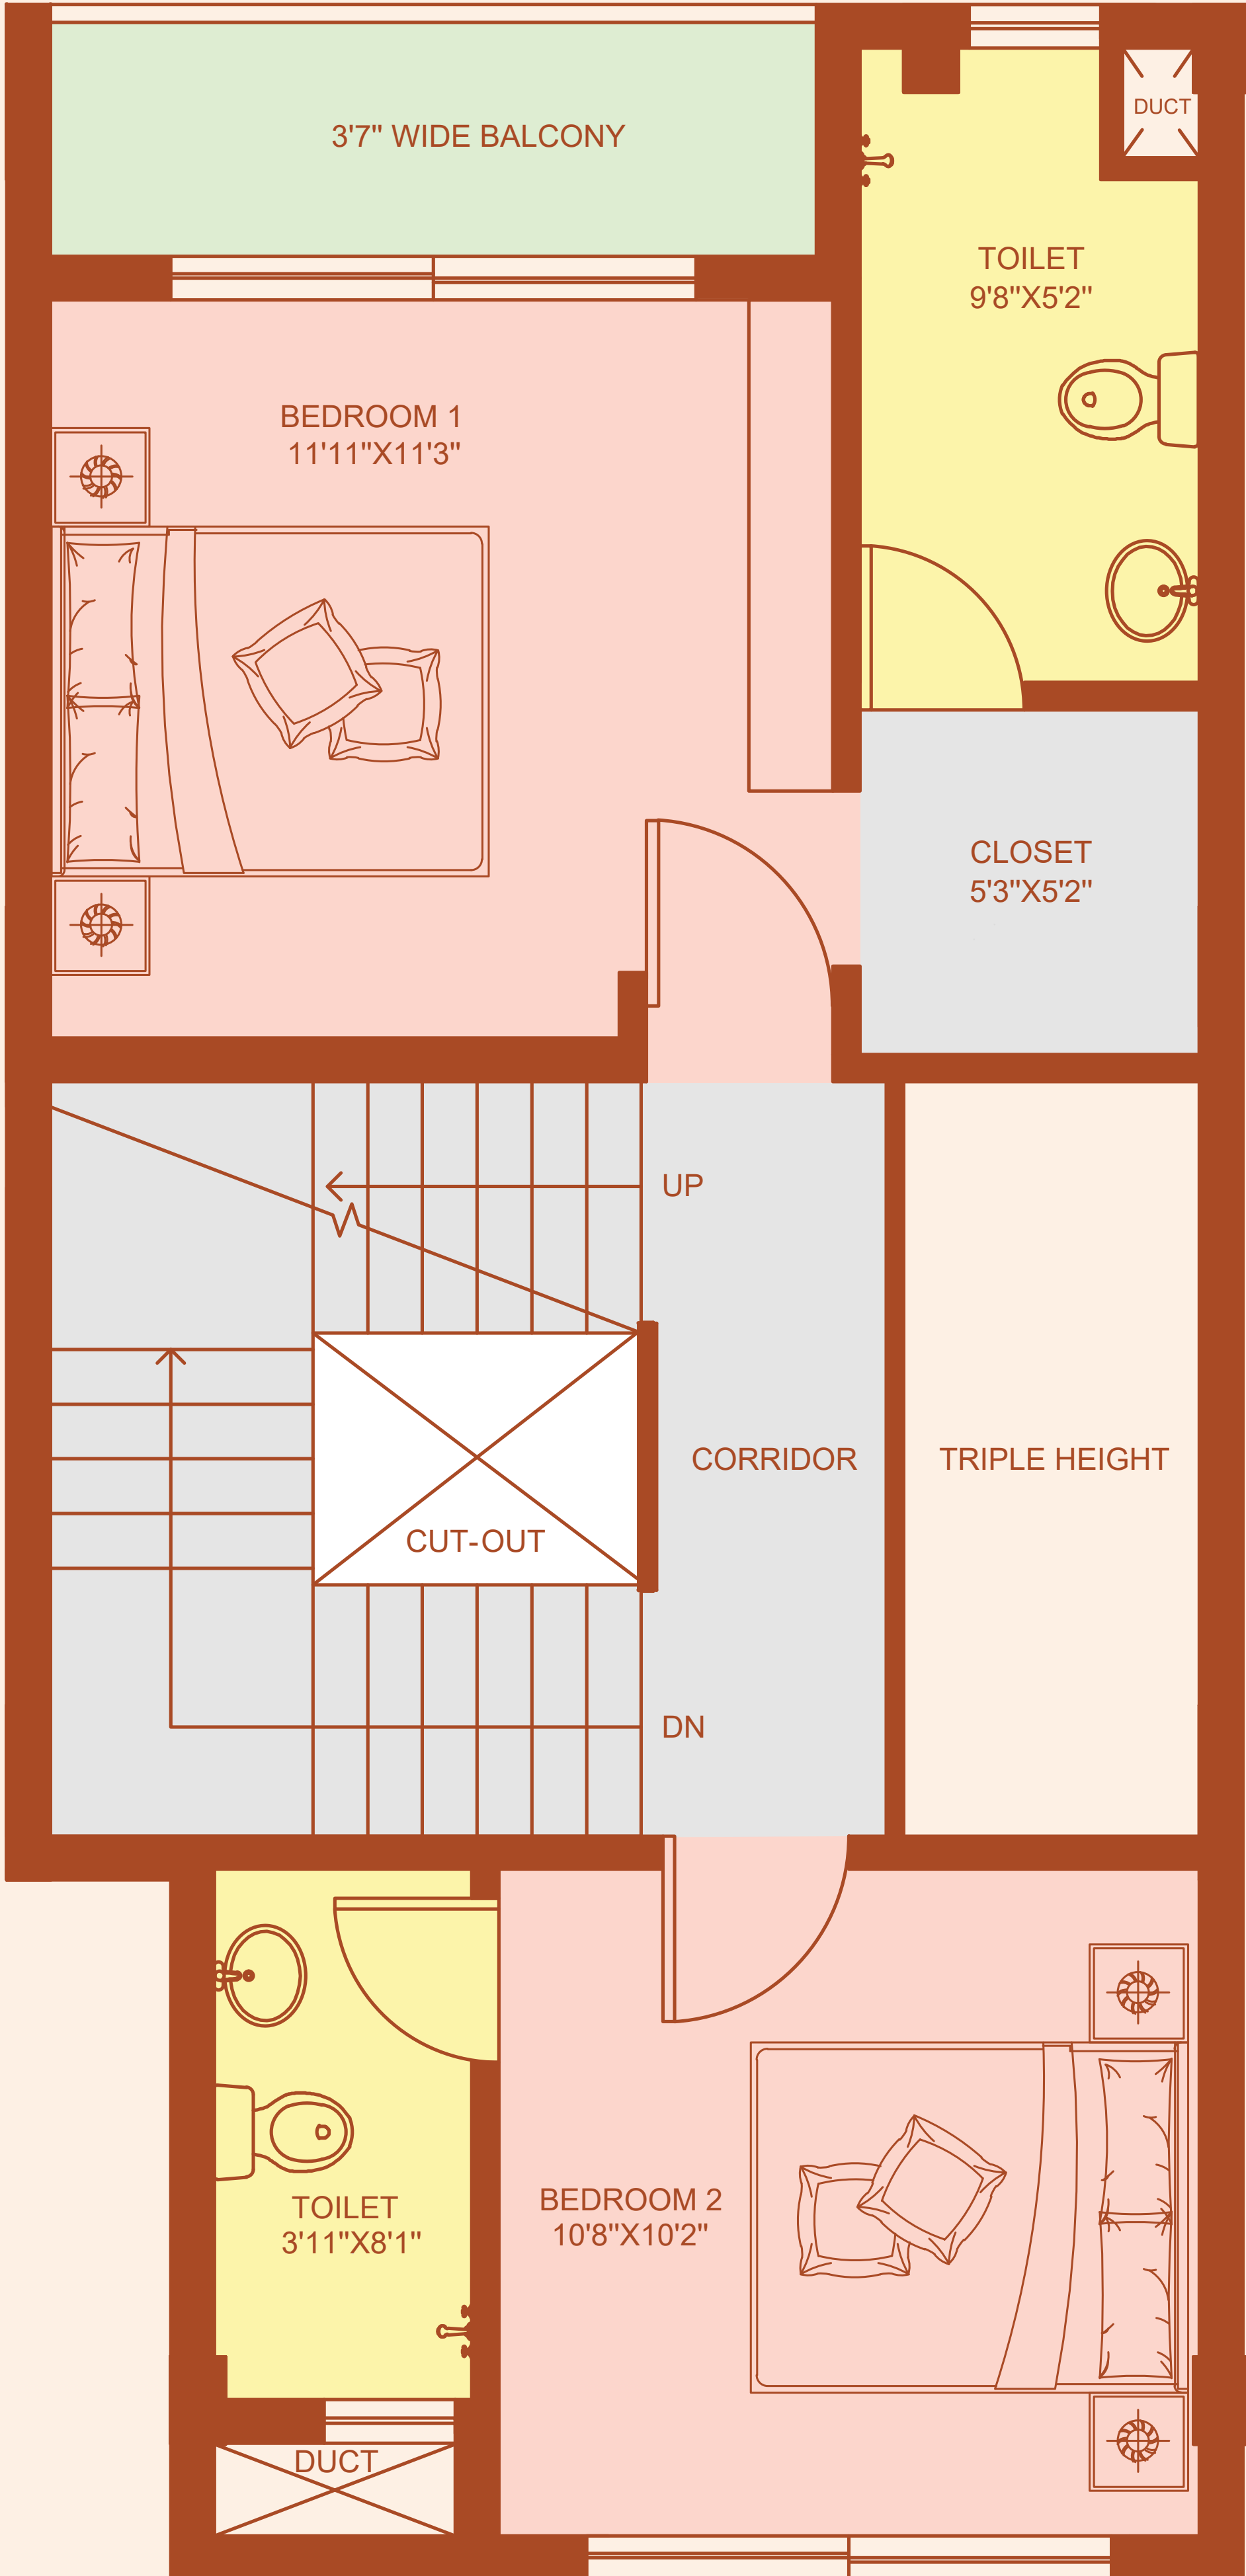 3'7" WIDE BALCONY
DUCT
TOILET
9'8"X5'2"
BEDROOM 1
11'11"X11'3"
CLOSET
5'3"X5'2"
UP
CORRIDOR
TRIPLE HEIGHT
CUT-OUT
DN
BEDROOM 2
10'8"X10'2"
TOILET
3'11"X8'1"
DUCT